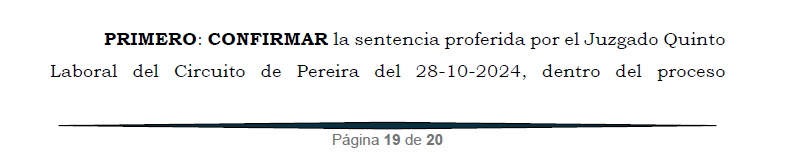 PRIMERO: CONFIRMAR la sentencia proferida por el Juzgado Quinto
Laboral del Circuito de Pereira del 28-10-2024, dentro del proceso
Página 19 de 20